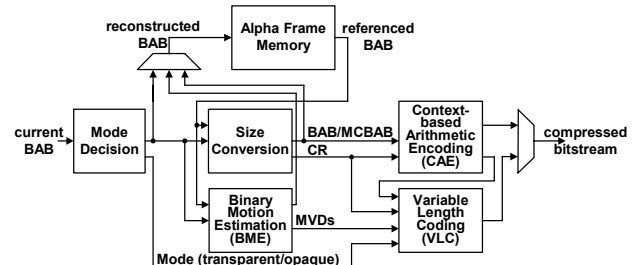 reconstructed
BAB
Alpha Frame
Memory
referenced
BAB
current
BAB
Mode
Decision
Size
Conversion
BAB/MCBAB
CR
Context-
based
Arithmetic
Encoding
(CAE)
compressed
bitstream
Binary
Motion
Estimation
(BME)
MVDs
Variable
Length
Coding
(VLC)
Mode (transparent/opaque)